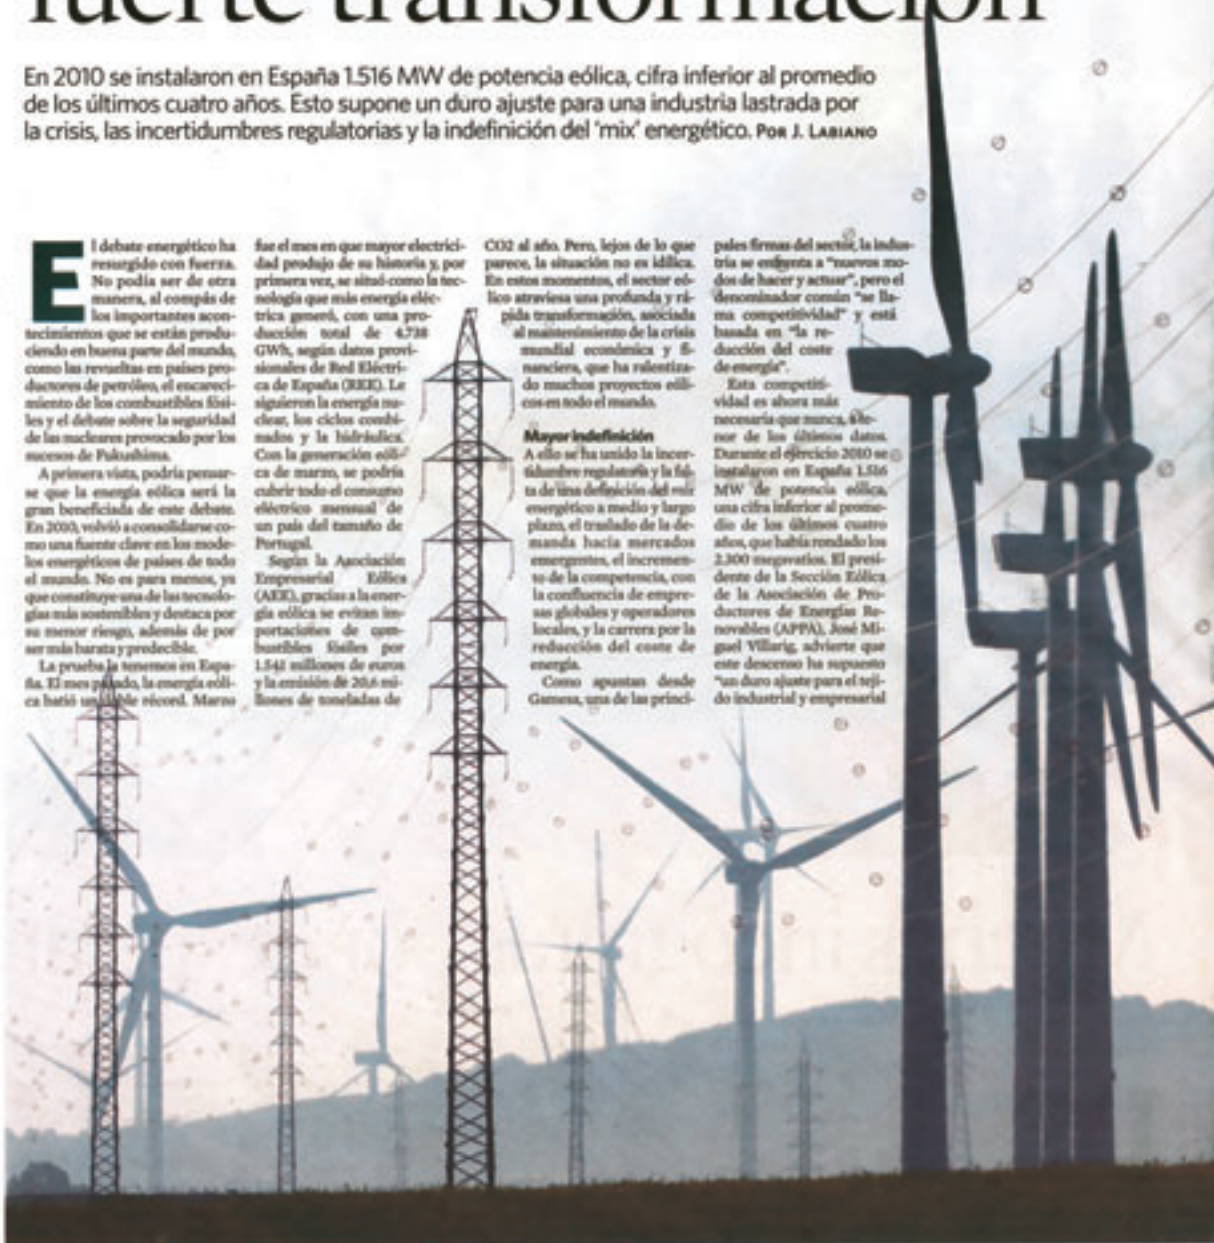 fuerte transformación
En 2010 se instalaron en España 1.516 MW de potencia eólica, cifra inferior al promedio
de los últimos cuatro años. Esto supone un duro ajuste para una industria lastrada por
la crisis, las incertidumbres regulatorias y la indefinición del 'mix' energético. POR J. LABIANO
El debate energético ha
resurgido con fuerza.
No podía ser de otra
manera, al compás de
los importantes acon-
tecimientos que se están produ-
ciendo en buena parte del mundo,
como las revueltas en países pro-
ductores de petróleo, el encareci-
miento de los combustibles fósi-
les y el debate sobre la seguridad
de las nucleares provocado por los
sucesos de Fukushima.
A primera vista, podría pensar-
se que la energía eólica será la
gran beneficiada de este debate.
En 2010, volvió a consolidarse co-
mo una fuente clave en los mode-
los energéticos de países de todo
el mundo. No es para menos, ya
que constituye una de las tecnolo-
gías más sostenibles y destaca por
su menor riesgo, además de por
ser más barata y predecible.
La prueba la tenemos en Espa-
ña. El mes pasado, la energía eóli-
ca batió un doble récord. Marzo
fue el mes en que mayor electrici-
dad produjo de su historia y, por
primera vez, se situó como la tec-
nología que más energía eléc-
trica generó, con una pro-
ducción total de 4.738
GWh, según datos provi-
sionales de Red Eléctri-
ca de España (REE). Le
siguieron la energía nu-
clear, los ciclos combi-
nados y la hidráulica.
Con la generación eóli-
ca de marzo, se podría
cubrir todo el consumo
eléctrico mensual de
un país del tamaño de
Portugal.
Según la Asociación
Empresarial Eólica
(AEE), gracias a la ener-
gía eólica se evitan im-
portaciones de com-
bustibles fósiles por
1.541 millones de euros
y la emisión de 20,6 mi-
llones de toneladas de
CO2 al año. Pero, lejos de lo que
parece, la situación no es idílica.
En estos momentos, el sector eó-
lico atraviesa una profunda y rá-
pida transformación, asociada
al mantenimiento de la crisis
mundial económica y fi-
nanciera, que ha ralentiza-
do muchos proyectos eóli-
cos en todo el mundo.
Mayor indefinición
A ello se ha unido la incer-
tidumbre regulatoria y la fal-
ta de una definición del mix
energético a medio y largo
plazo, el traslado de la de-
manda hacia mercados
emergentes, el incremen-
to de la competencia, con
la confluencia de empre-
sas globales y operadores
locales, y la carrera por la
reducción del coste de
energía.
Como apuntan desde
Gamesa, una de las princi-
pales firmas del sector, la indus-
tria se enfrenta a "nuevos mo-
dos de hacer y actuar", pero el
denominador común "se lla-
ma competitividad" y está
basada en "la re-
ducción del coste
de energía".
Esta competiti-
vidad es ahora más
necesaria que nunca, a te-
nor de los últimos datos.
Durante el ejercicio 2010 se
instalaron en España 1.516
MW de potencia eólica,
una cifra inferior al prome-
dio de los últimos cuatro
años, que había rondado los
2.300 megavatios. El presi-
dente de la Sección Eólica
de la Asociación de Pro-
ductores de Energías Re-
novables (APPA), José Mi-
guel Villarig, advierte que
este descenso ha supuesto
"un duro ajuste para el teji-
do industrial y empresarial